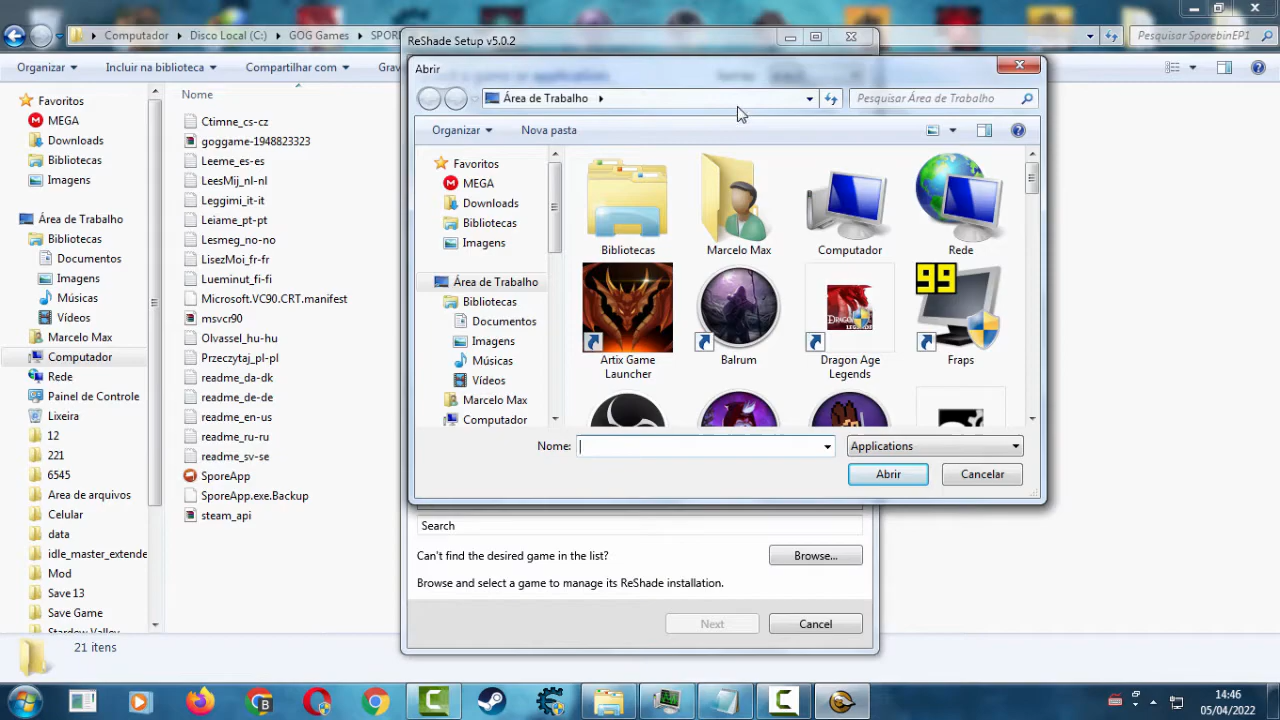 Computador
Disco Local (C:)
GOG Games
Pesquisar SporebinEP1
Organizar
Incluir na biblioteca
Compartilhar com
Favoritos
MEGA
Downloads
Bibliotecas
Imagens
Área de Trabalho
Bibliotecas
Documentos
Imagens
Músicas
Vídeos
Marcelo Max
Computador
Rede
Painel de Controle
Lixeira
12
221
6545
Area de arquivos
Celular
data
idle_master_extende
Mod
Save 13
Save Game
Stardew Valley
Nome
Ctimne_cs-cz
goggame-1948823323
Leeme_es-es
LeesMij_nl-nl
Leggimi_it-it
Leiame_pt-pt
Lesmeg_no-no
LisezMoi_fr-fr
Lueminut_fi-fi
Microsoft.VC90.CRT.manifest
msvcr90
Olvassel_hu-hu
Przeczytaj_pl-pl
readme_da-dk
readme_de-de
readme_en-us
readme_ru-ru
readme_sv-se
SporeApp
SporeApp.exe.Backup
steam_api
21 itens
ReShade Setup v5.0.2
Abrir
Área de Trabalho
Pesquisar Área de Trabalho
Organizar
Nova pasta
Favoritos
MEGA
Downloads
Bibliotecas
Imagens
Área de Trabalho
Bibliotecas
Documentos
Imagens
Músicas
Vídeos
Marcelo Max
Computador
Bibliotecas
Marcelo Max
Computador
Rede
Artix Game
Launcher
Balrum
Dragon Age
Legends
99
Fraps
Nome:
Applications
Abrir
Cancelar
Search
Can't find the desired game in the list?
Browse...
Browse and select a game to manage its ReShade installation.
Next
Cancel
14:46
05/04/2022